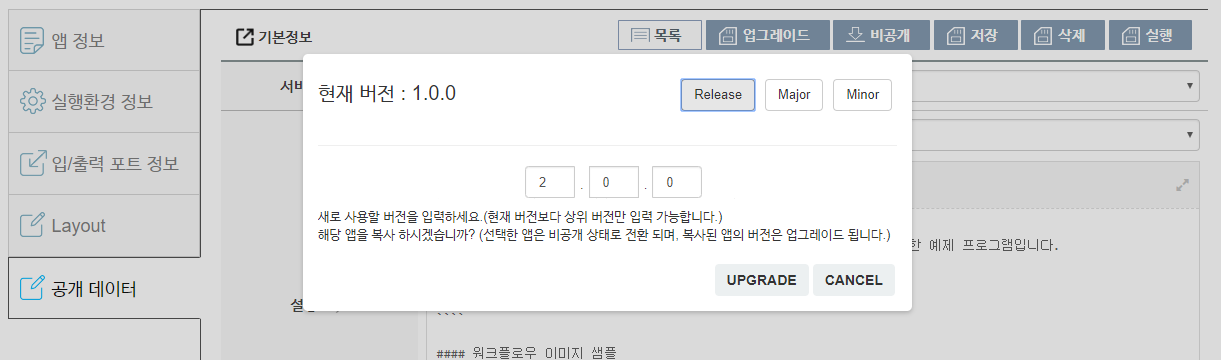 앱 정보
실행환경 정보
입/출력 포트 정보
Layout
공개 데이터
기본정보
목록 업그레이드 비공개 저장 삭제 실행
현재 버전 : 1.0.0
Release Major Minor
2 . 0 . 0
새로 사용할 버전을 입력하세요.(현재 버전보다 상위 버전만 입력 가능합니다.)
해당 앱을 복사 하시겠습니까? (선택한 앱은 비공개 상태로 전환 되며, 복사된 앱의 버전은 업그레이드 됩니다.)
UPGRADE CANCEL
한 예제 프로그램입니다.
#### 워크플로우 이미지 샘플